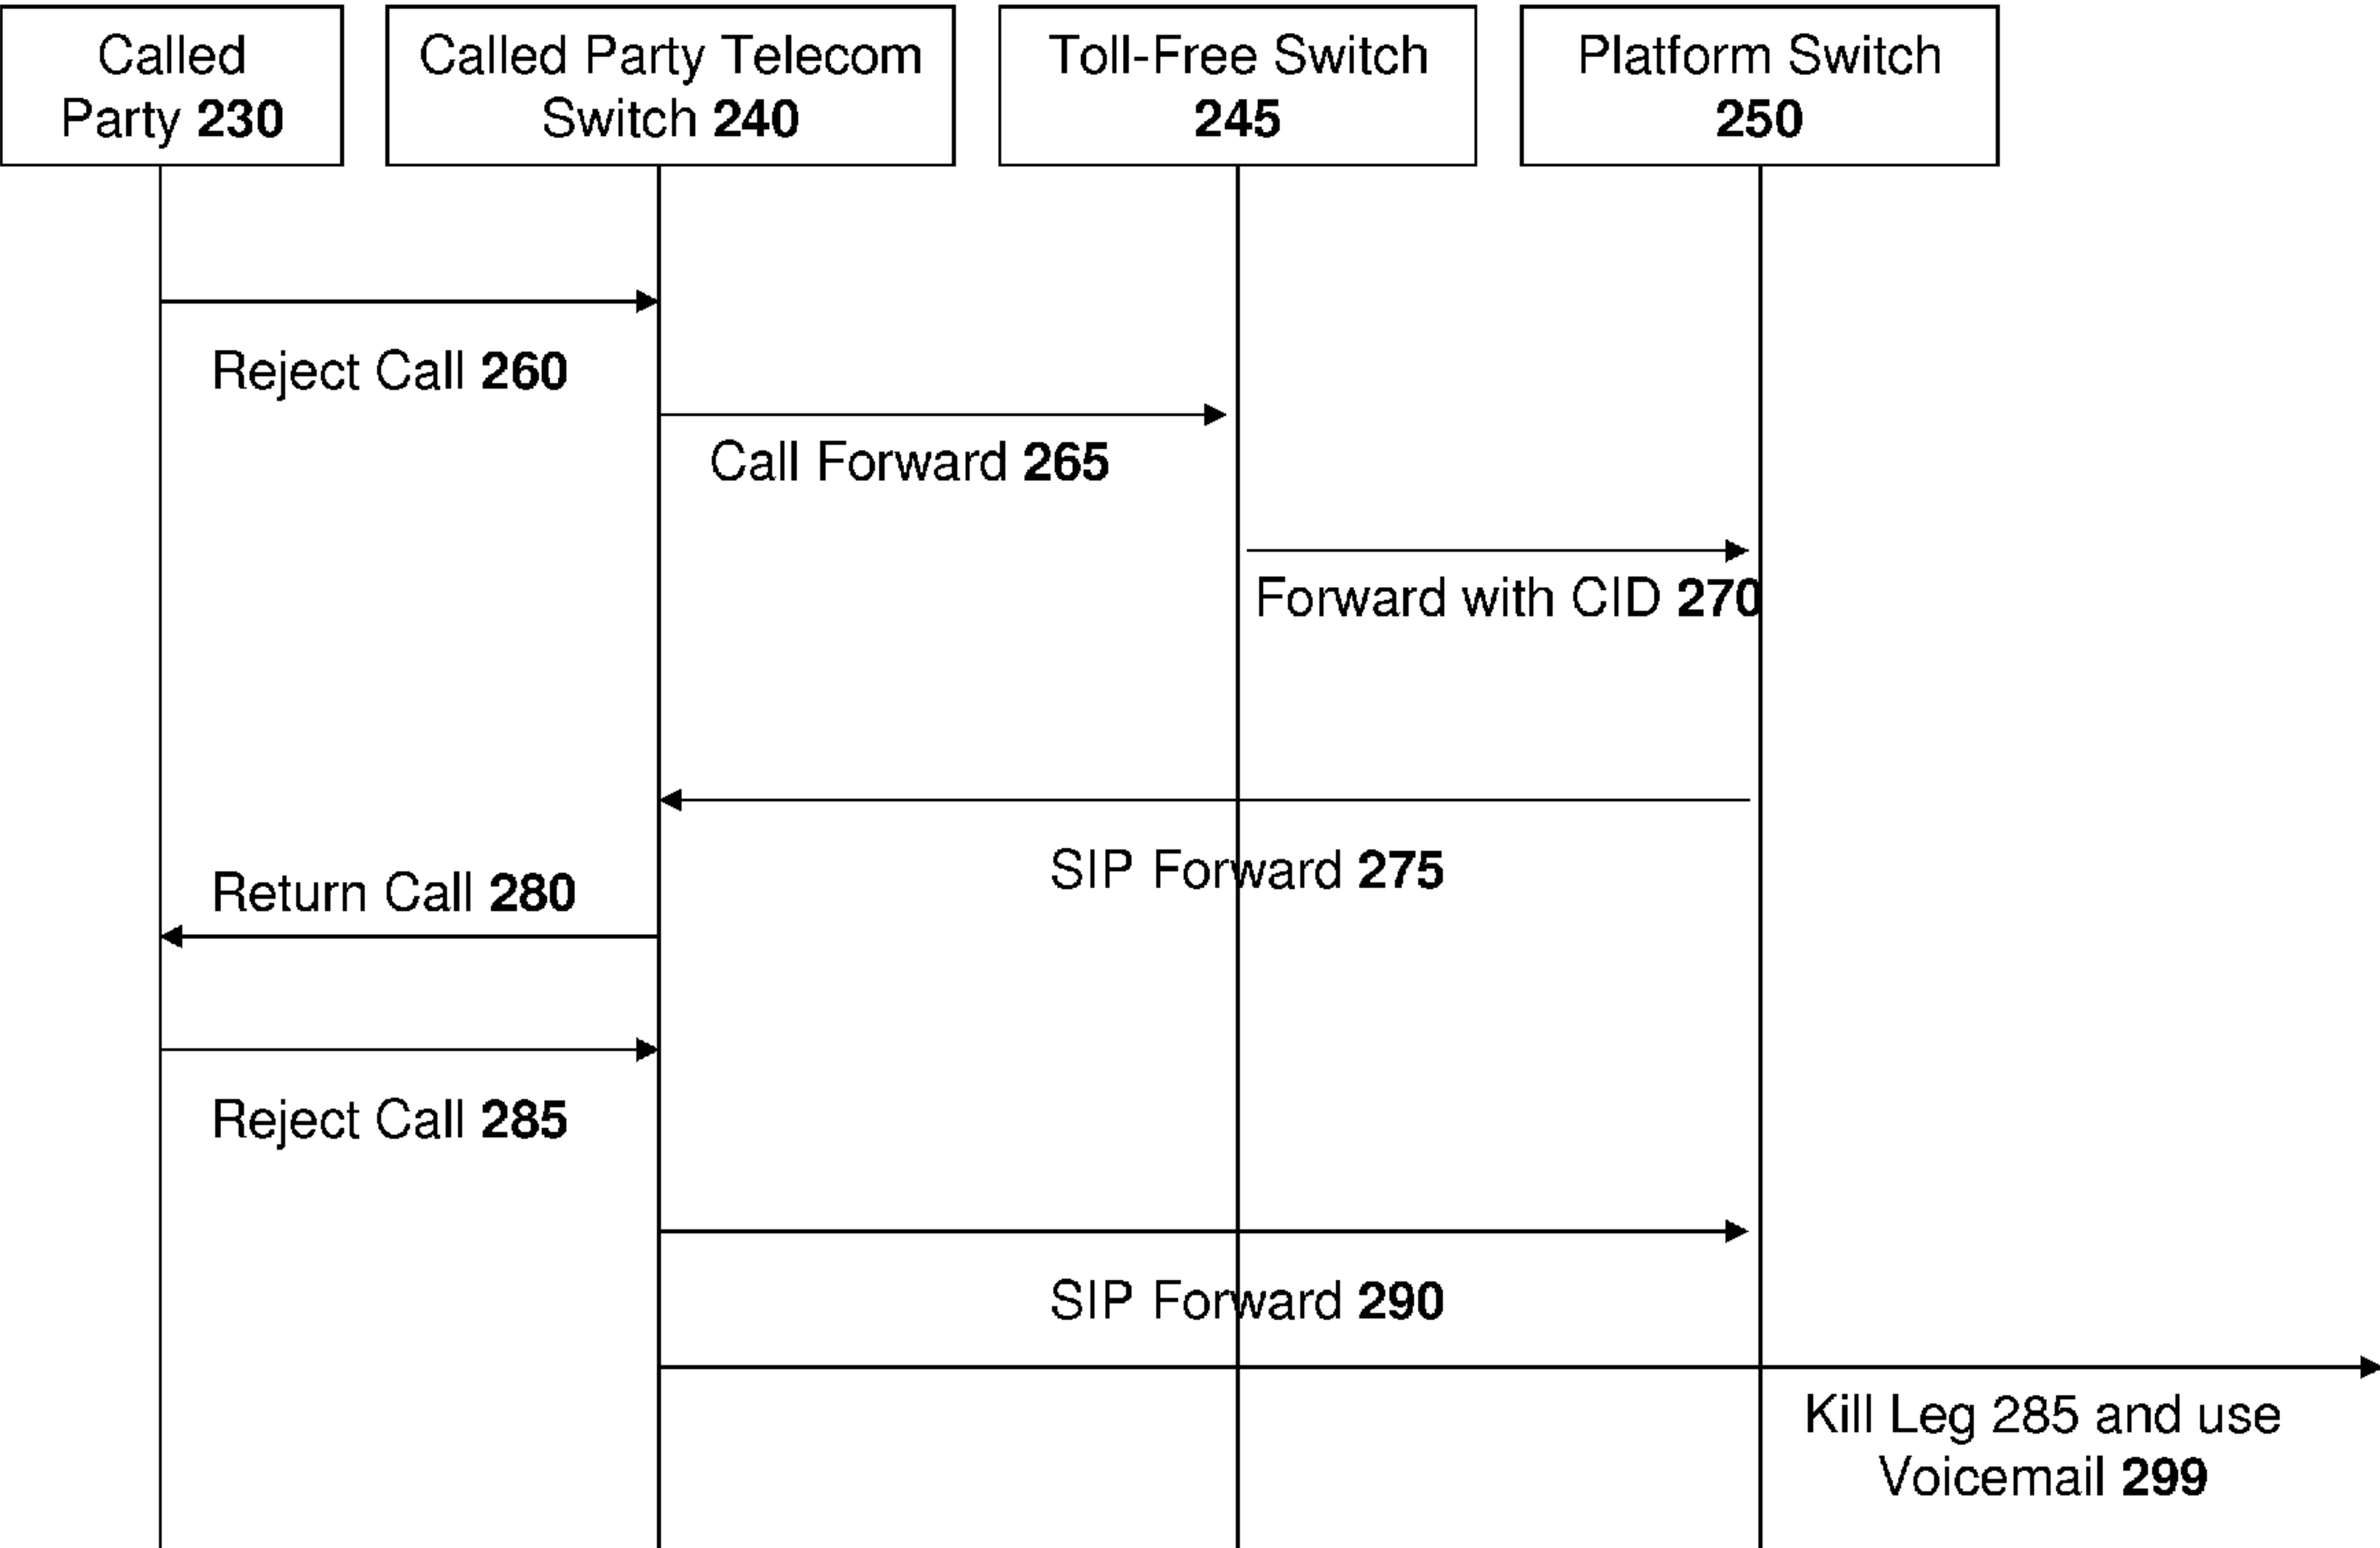 Called
Party 230
Called Party Telecom
Switch 240
Toll-Free Switch
245
Platform Switch
250
Reject Call 260
Call Forward 265
Forward with CID 270
SIP Forward 275
Return Call 280
Reject Call 285
SIP Forward 290
Kill Leg 285 and use
Voicemail 299